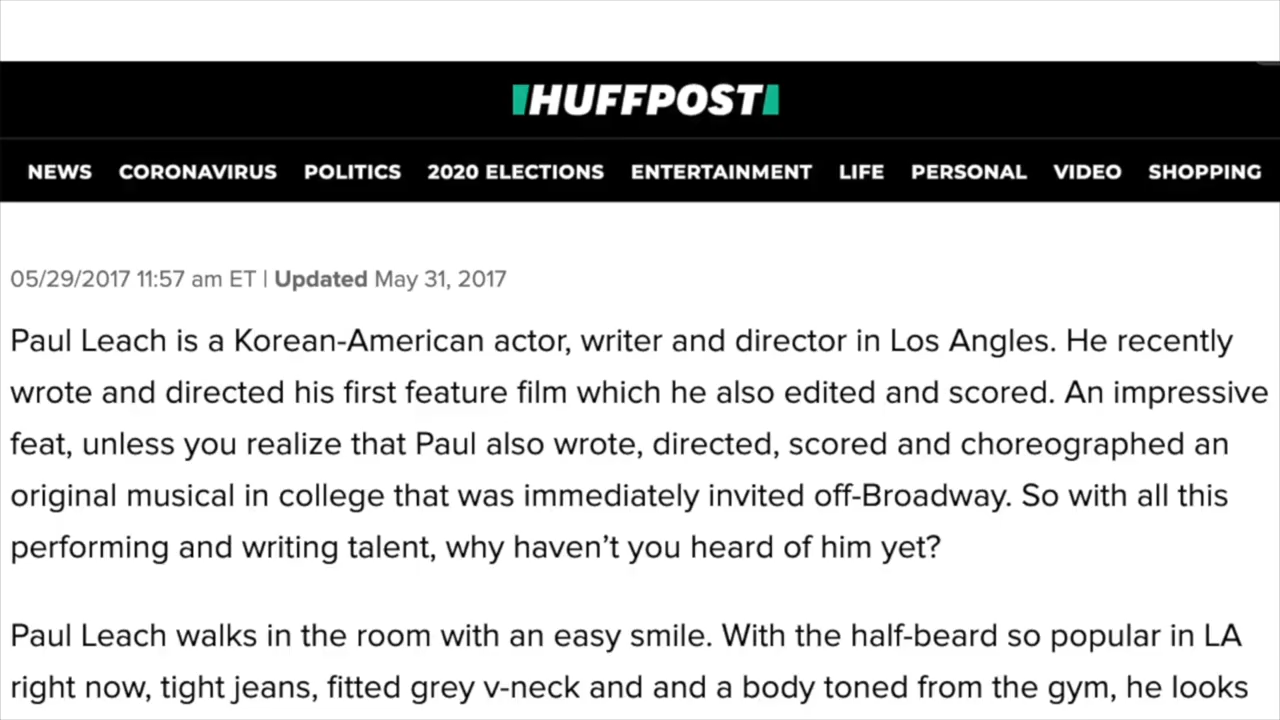 HUFFPOST
NEWS CORONAVIRUS POLITICS 2020 ELECTIONS ENTERTAINMENT LIFE PERSONAL VIDEO SHOPPING
05/29/2017 11:57 am ET | Updated May 31, 2017
Paul Leach is a Korean-American actor, writer and director in Los Angles. He recently
wrote and directed his first feature film which he also edited and scored. An impressive
feat, unless you realize that Paul also wrote, directed, scored and choreographed an
original musical in college that was immediately invited off-Broadway. So with all this
performing and writing talent, why haven’t you heard of him yet?
Paul Leach walks in the room with an easy smile. With the half-beard so popular in LA
right now, tight jeans, fitted grey v-neck and and a body toned from the gym, he looks